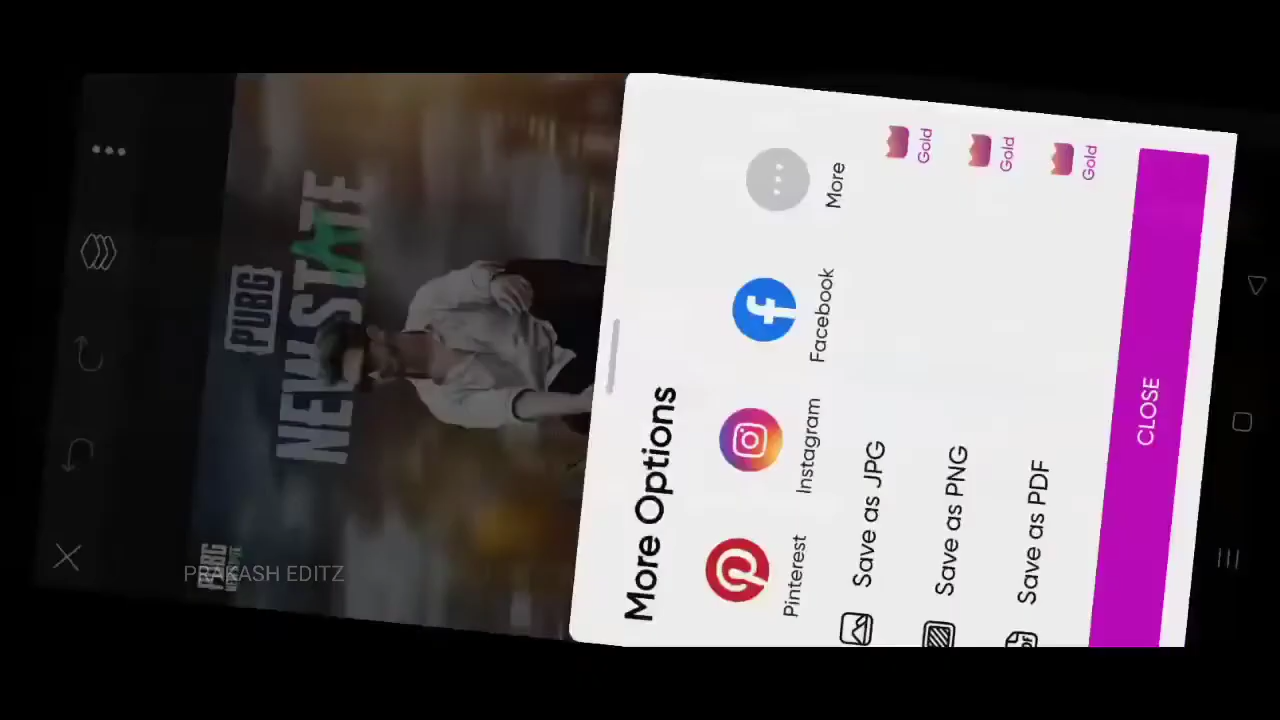 PUBG
NEW STATE
PUBG
PRAKASH EDITZ
More Options
Pinterest
Instagram
Facebook
More
Save as JPG
Gold
Save as PNG
Gold
Save as PDF
Gold
CLOSE